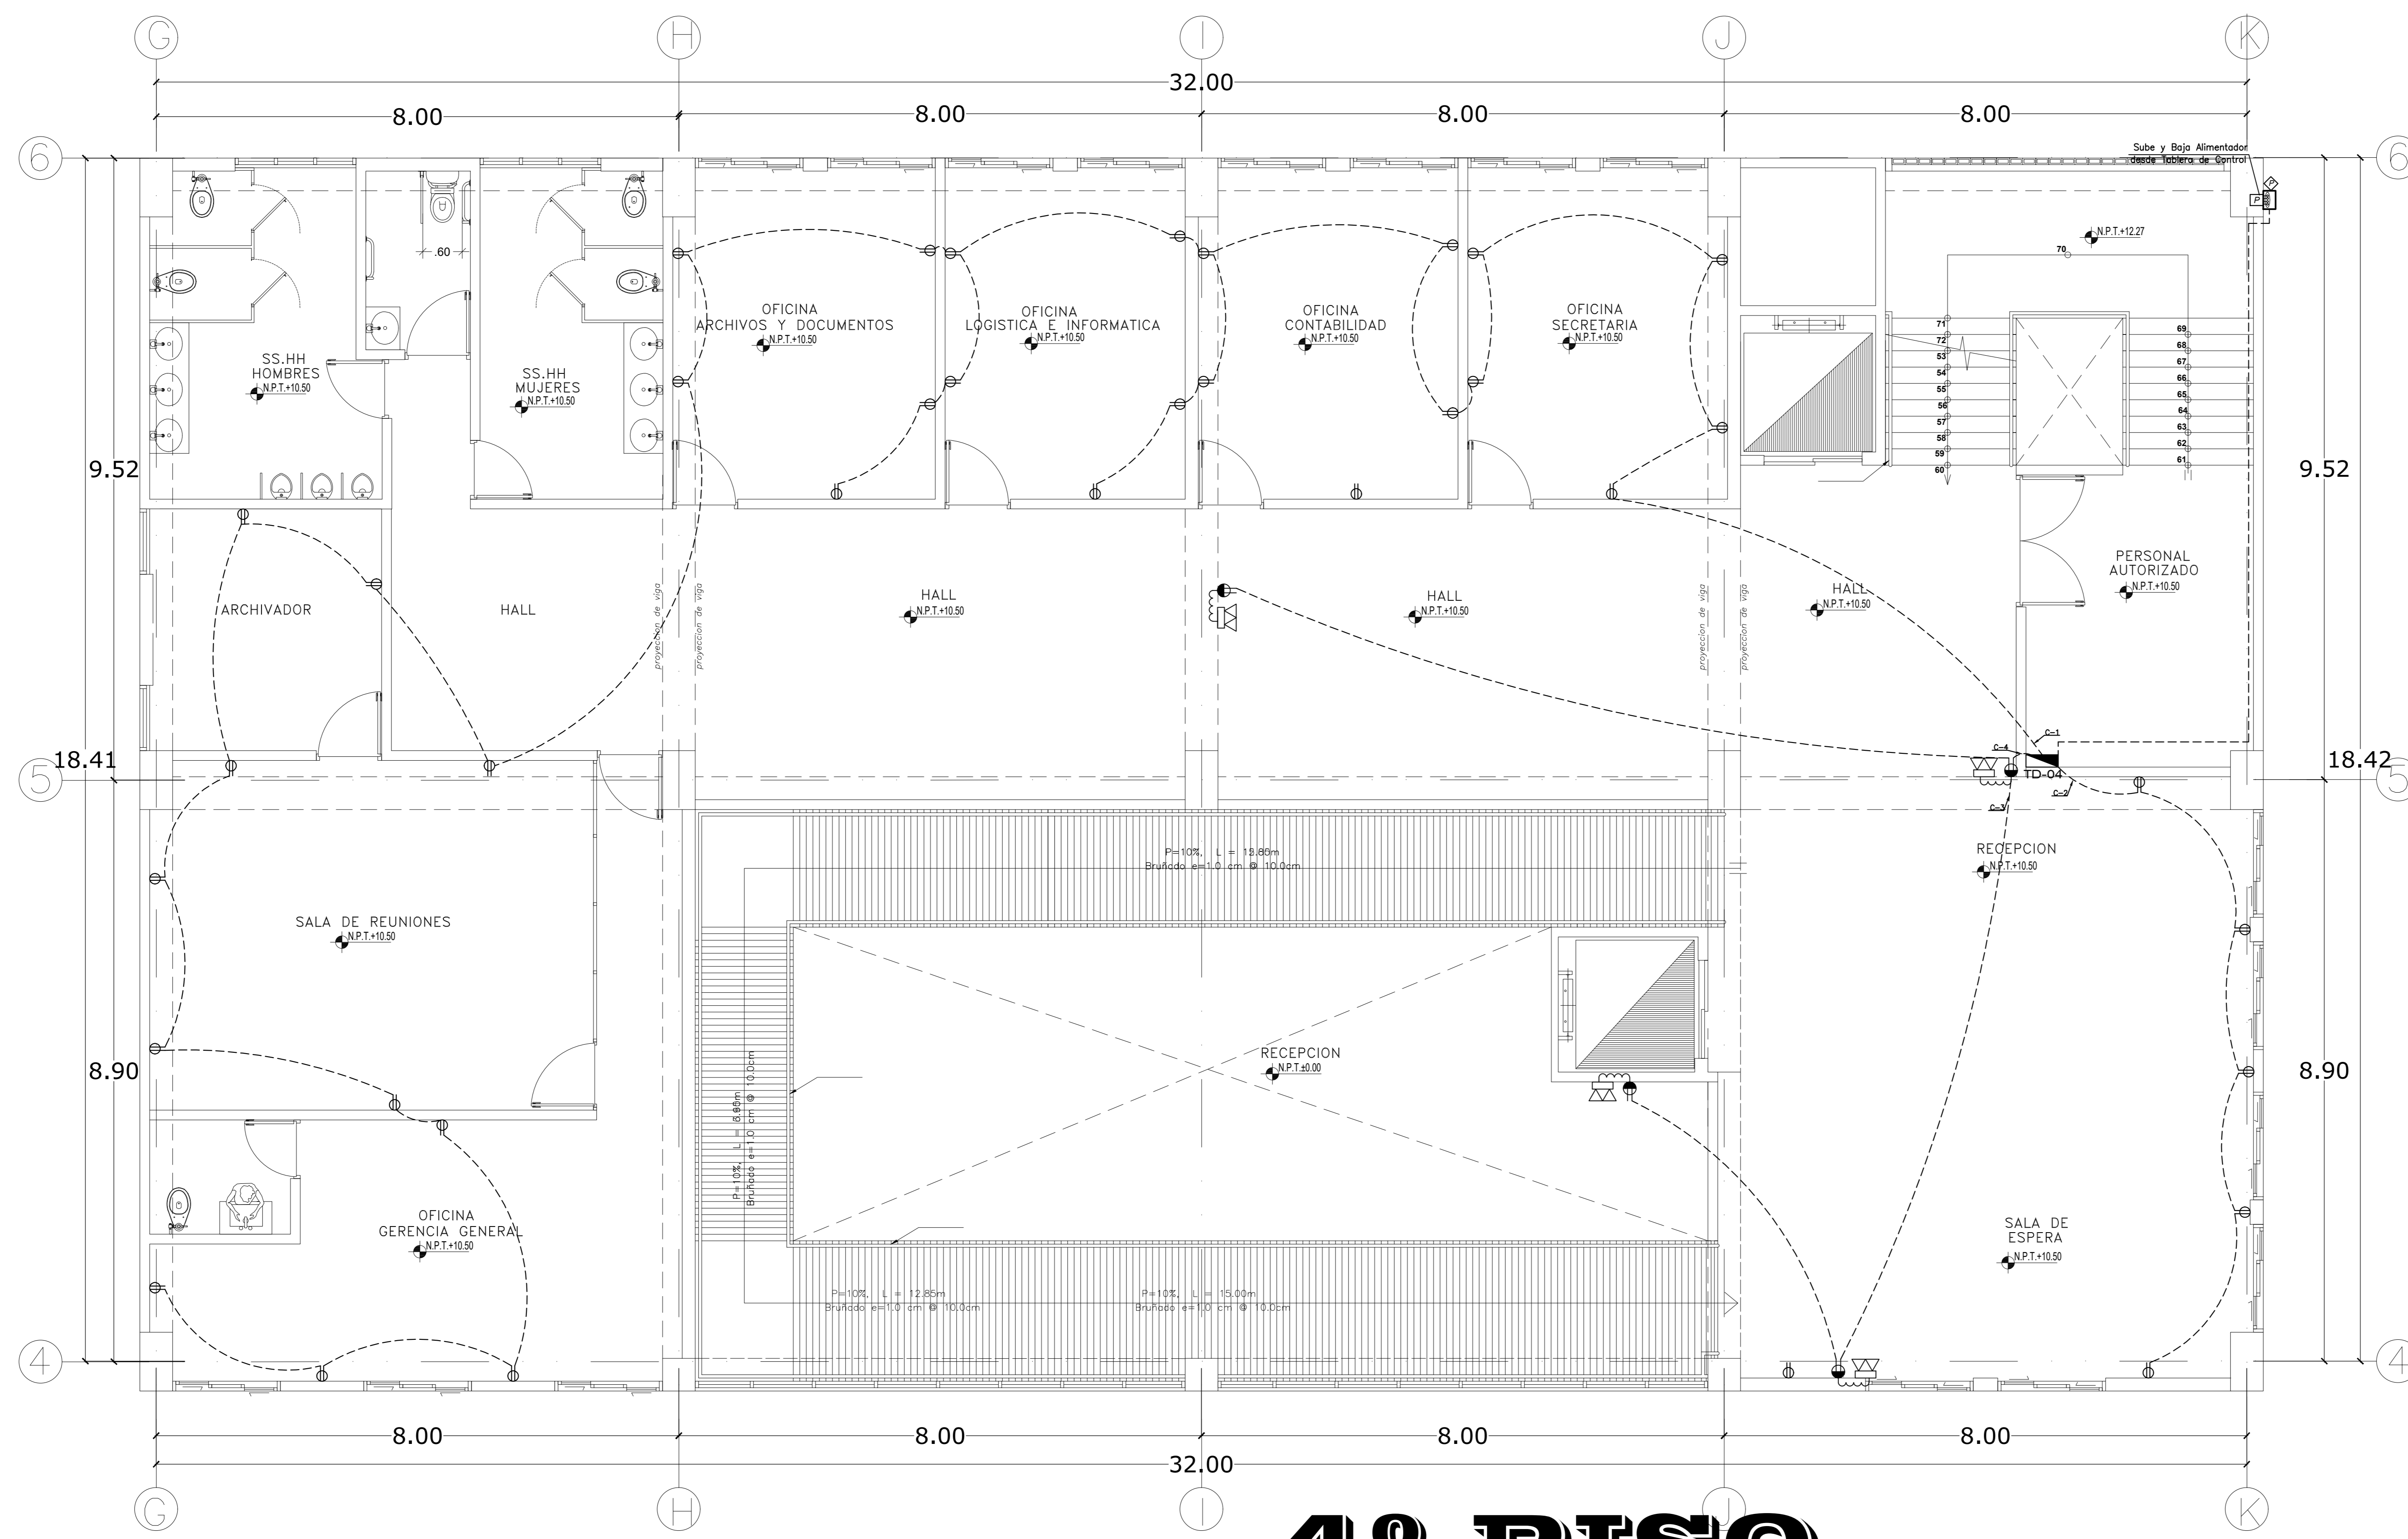 G
H
I
J
K
32.00
8.00
8.00
8.00
8.00
6
6
Sube y Baja Alimentador
desde Tablero de Control
P
P
N.P.T.+12.27
.60
70
OFICINA
ARCHIVOS Y DOCUMENTOS
N.P.T.+10.50
OFICINA
LOGISTICA E INFORMATICA
N.P.T.+10.50
OFICINA
CONTABILIDAD
N.P.T.+10.50
OFICINA
SECRETARIA
N.P.T.+10.50
SS.HH
HOMBRES
N.P.T.+10.50
SS.HH
MUJERES
N.P.T.+10.50
71
72
53
54
55
56
57
58
59
60
69
68
67
66
65
64
63
62
61
9.52
9.52
ARCHIVADOR
HALL
proyeccion de viga
proyeccion de viga
HALL
N.P.T.+10.50
HALL
N.P.T.+10.50
proyeccion de viga
proyeccion de viga
HALL
N.P.T.+10.50
PERSONAL
AUTORIZADO
N.P.T.+10.50
C-1
C-4
TD-04
C-2
C-3
18.41
18.42
5
5
RECEPCION
N.P.T.+10.50
P=10%, L =
Bruñado e=1.0 cm @ 10.0cm
SALA DE REUNIONES
N.P.T.+10.50
RECEPCION
N.P.T.±0.00
P=10%, L =
Bruñado e=1.0 cm @ 10.0cm
8.90
8.90
OFICINA
GERENCIA GENERAL
N.P.T.+10.50
SALA DE
ESPERA
N.P.T.+10.50
P=10%, L = 12.85m
Bruñado e=1.0 cm @ 10.0cm
P=10%, L = 15.00m
Bruñado e=1.0 cm @ 10.0cm
4
4
8.00
8.00
8.00
8.00
32.00
G
H
I
J
K
4º PISO